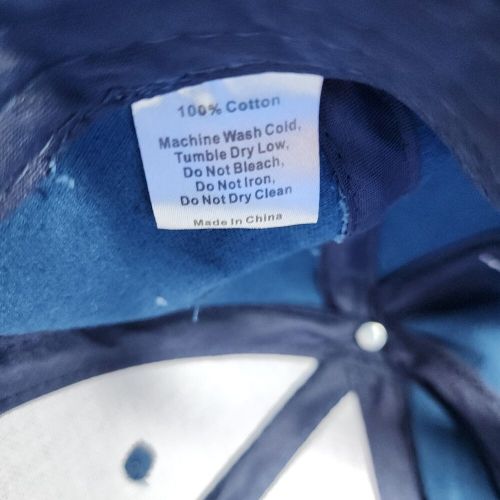 100% Cotton
Machine Wash Cold,
Tumble Dry Low,
Do Not Bleach,
Do Not Iron,
Do Not Dry Clean
Made In China